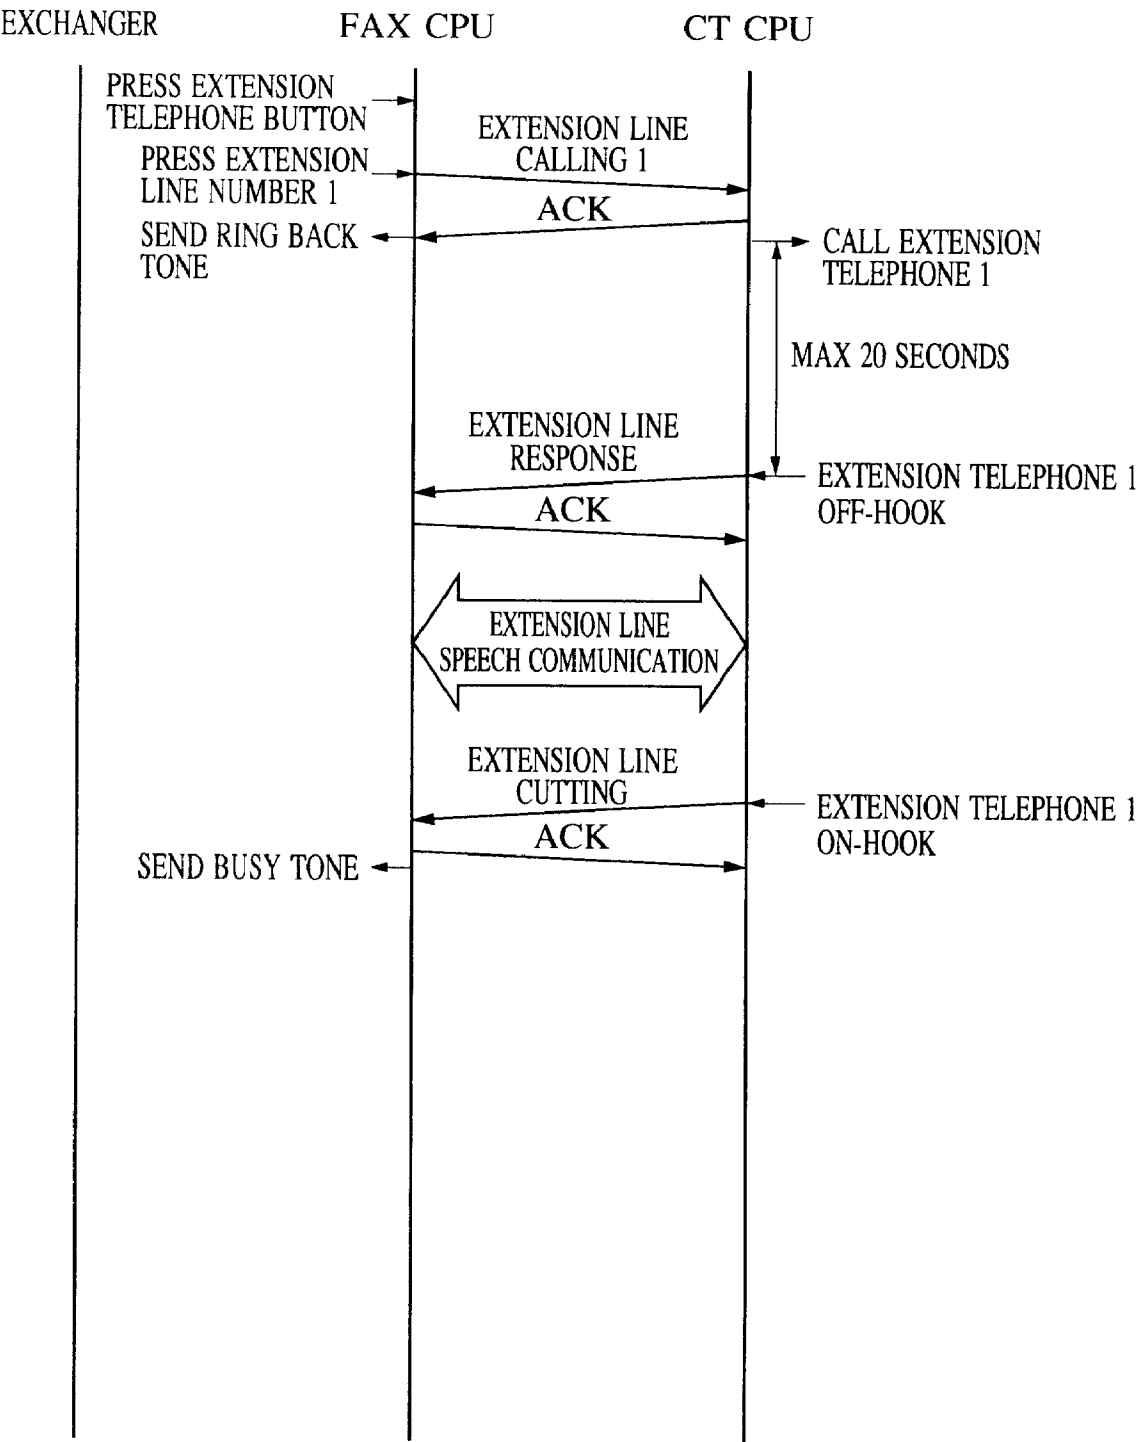 EXCHANGER
FAX CPU
CT CPU
PRESS EXTENSION
TELEPHONE BUTTON
EXTENSION LINE
CALLING 1
PRESS EXTENSION
LINE NUMBER 1
ACK
SEND RING BACK
TONE
CALL EXTENSION
TELEPHONE 1
MAX 20 SECONDS
EXTENSION LINE
RESPONSE
EXTENSION TELEPHONE 1
OFF-HOOK
ACK
EXTENSION LINE
SPEECH COMMUNICATION
EXTENSION LINE
CUTTING
EXTENSION TELEPHONE 1
ON-HOOK
ACK
SEND BUSY TONE